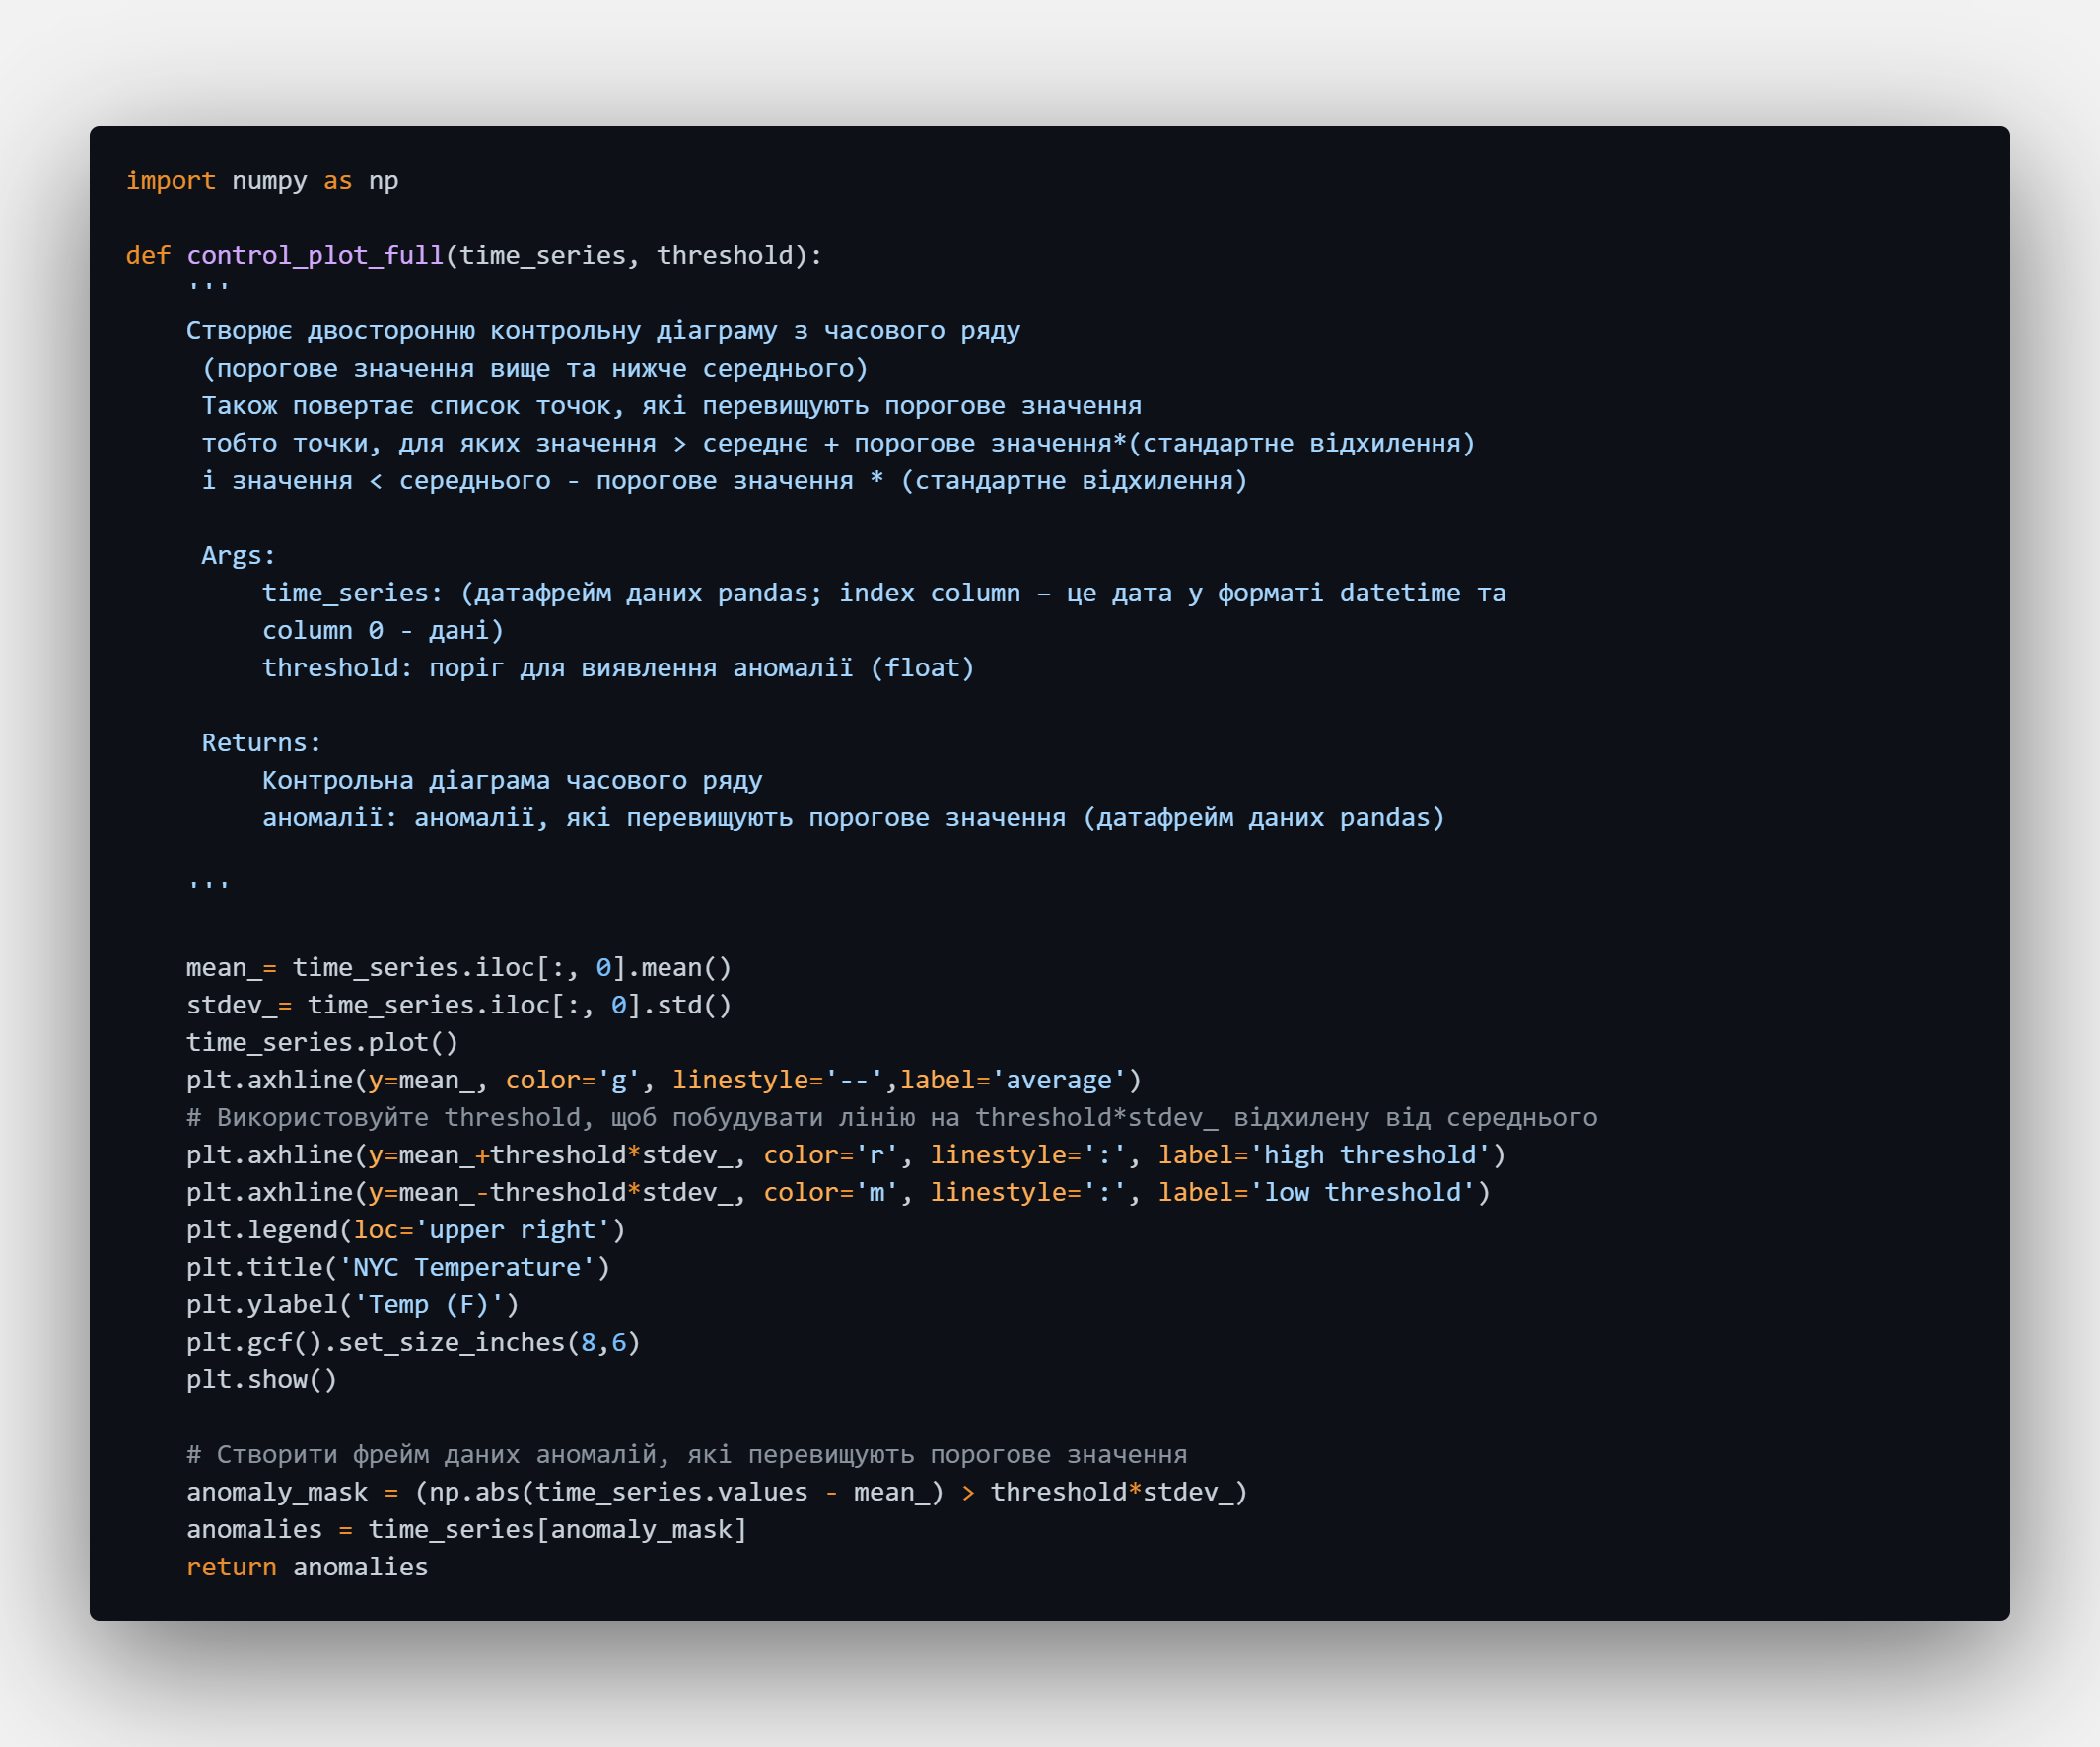 import numpy as np

def control_plot_full(time_series, threshold):
    '''
    Створює двосторонню контрольну діаграму з часового ряду
     (порогове значення вище та нижче середнього)
     Також повертає список точок, які перевищують порогове значення
     тобто точки, для яких значення > середнє + порогове значення*(стандартне відхилення)
     і значення < середнього - порогове значення * (стандартне відхилення)

     Args:
         time_series: (датафрейм даних pandas; index column – це дата у форматі datetime та
         column 0 - дані)
         threshold: поріг для виявлення аномалії (float)

     Returns:
         Контрольна діаграма часового ряду
         аномалії: аномалії, які перевищують порогове значення (датафрейм даних pandas)

    '''

    mean_= time_series.iloc[:, 0].mean()
    stdev_= time_series.iloc[:, 0].std()
    time_series.plot()
    plt.axhline(y=mean_, color='g', linestyle='--',label='average')
    # Використовуйте threshold, щоб побудувати лінію на threshold*stdev_ відхилену від середнього
    plt.axhline(y=mean_+threshold*stdev_, color='r', linestyle=':', label='high threshold')
    plt.axhline(y=mean_-threshold*stdev_, color='m', linestyle=':', label='low threshold')
    plt.legend(loc='upper right')
    plt.title('NYC Temperature')
    plt.ylabel('Temp (F)')
    plt.gcf().set_size_inches(8,6)
    plt.show()

    # Створити фрейм даних аномалій, які перевищують порогове значення
    anomaly_mask = (np.abs(time_series.values - mean_) > threshold*stdev_)
    anomalies = time_series[anomaly_mask]
    return anomalies